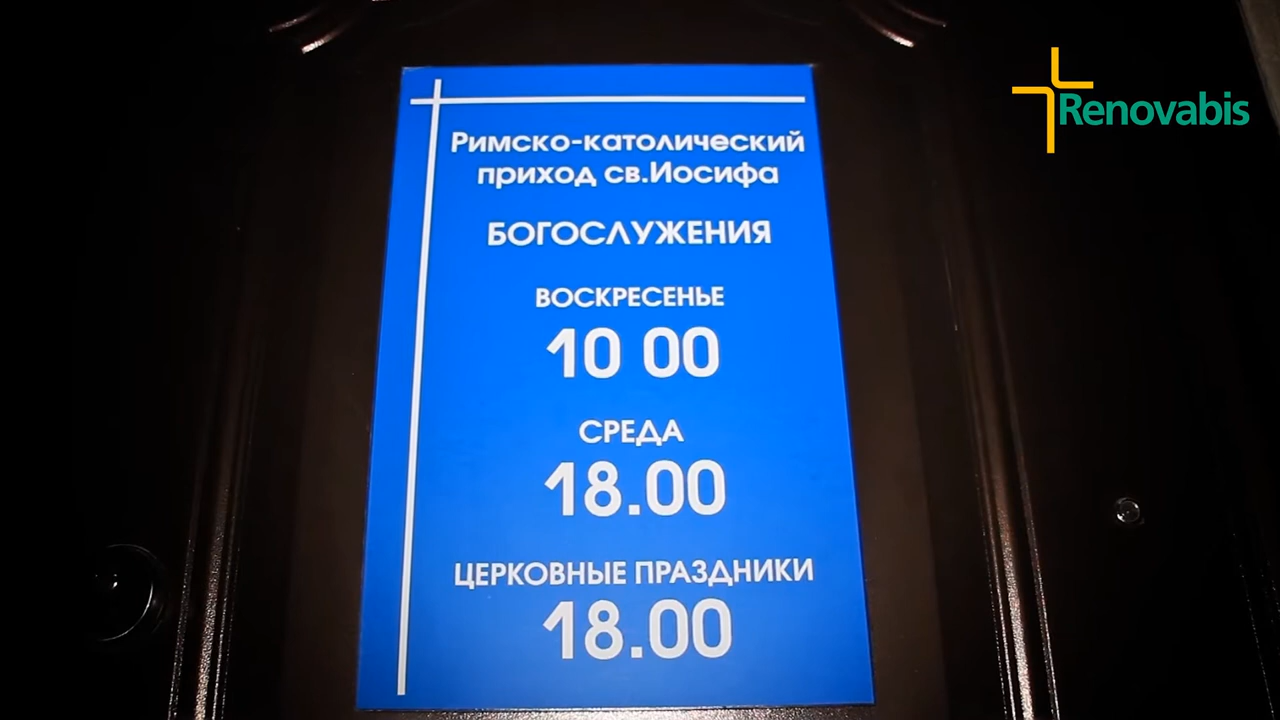 Renovabis
Римско-католический
приход св.Иосифа
БОГОСЛУЖЕНИЯ
ВОСКРЕСЕНЬЕ
10 00
СРЕДА
18.00
ЦЕРКОВНЫЕ ПРАЗДНИКИ
18.00